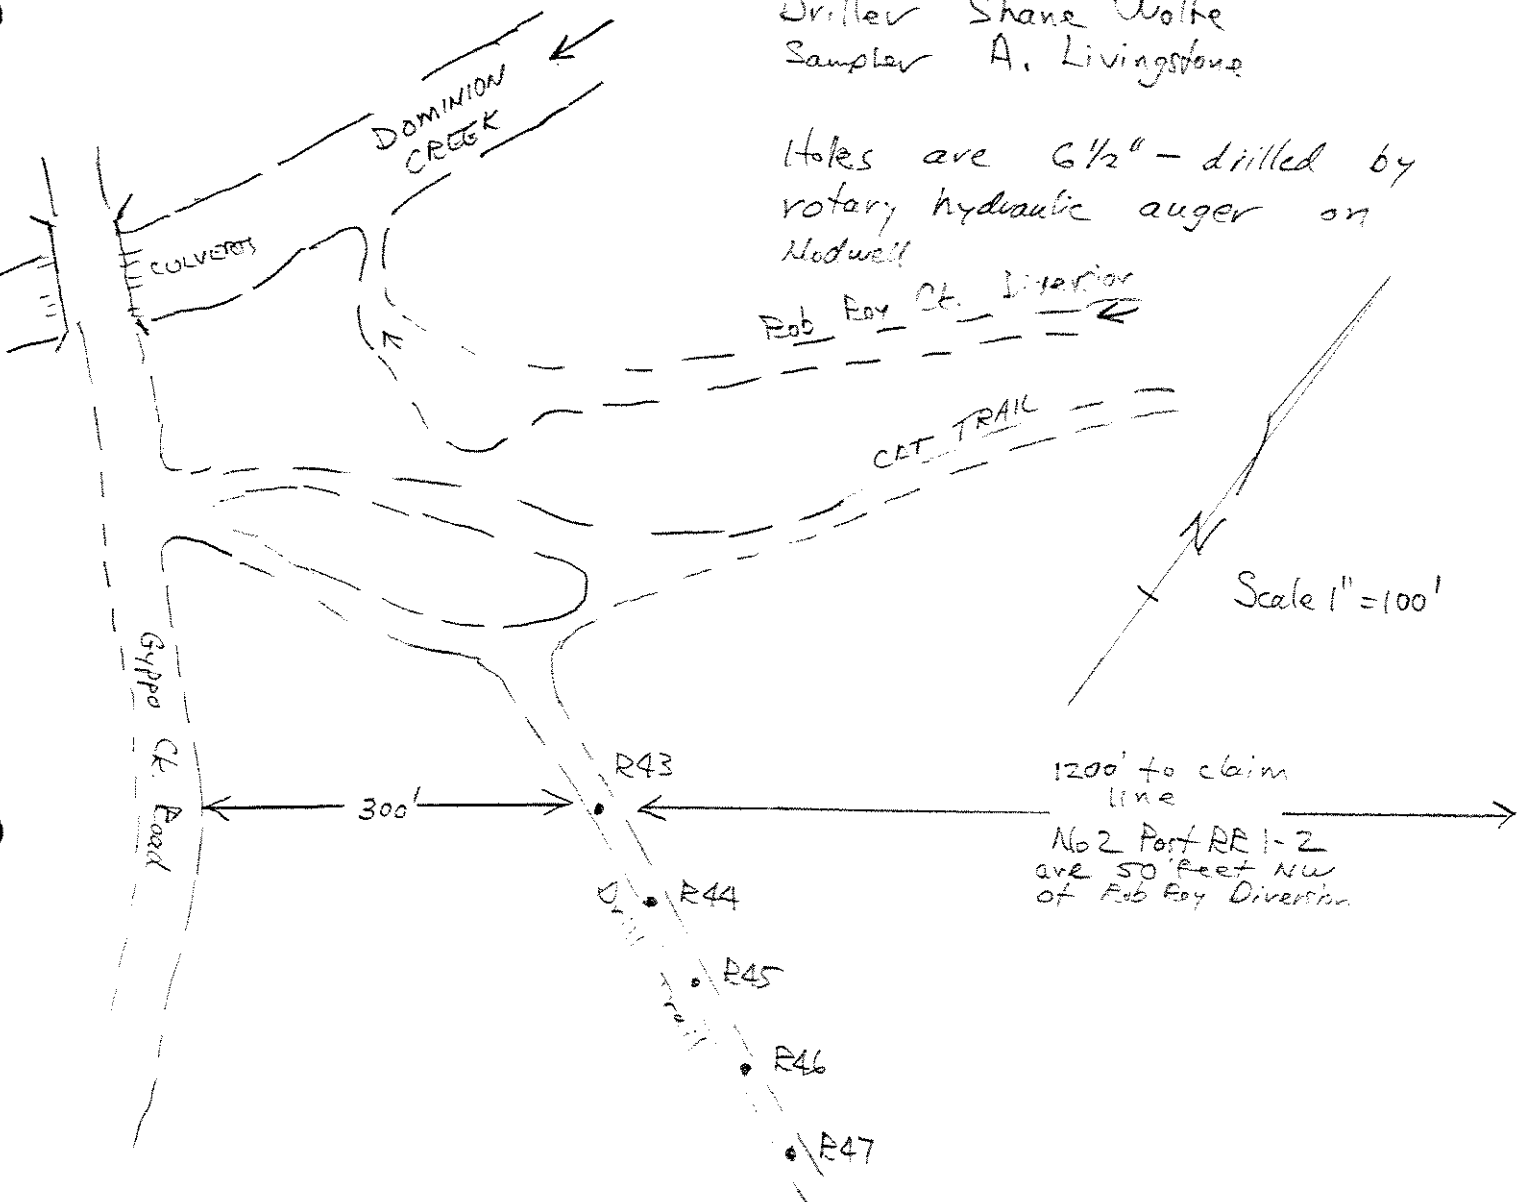 Driller Shane Wolfe
Sampler A. Livingstone
Holes are 6½" - drilled by
rotary hydraulic auger on
Nodwell
DOMINION
CREEK
CULVERTS
Rob Roy Ck. Diversion
CAT TRAIL
N
Scale 1" = 100'
Gyppo Ck. Road
R43
300'
1200' to claim
line
No 2 Post RR 1-2
are 50 feet NW
of Rob Roy Diversion
R44
Drill Trail
R45
R46
R47